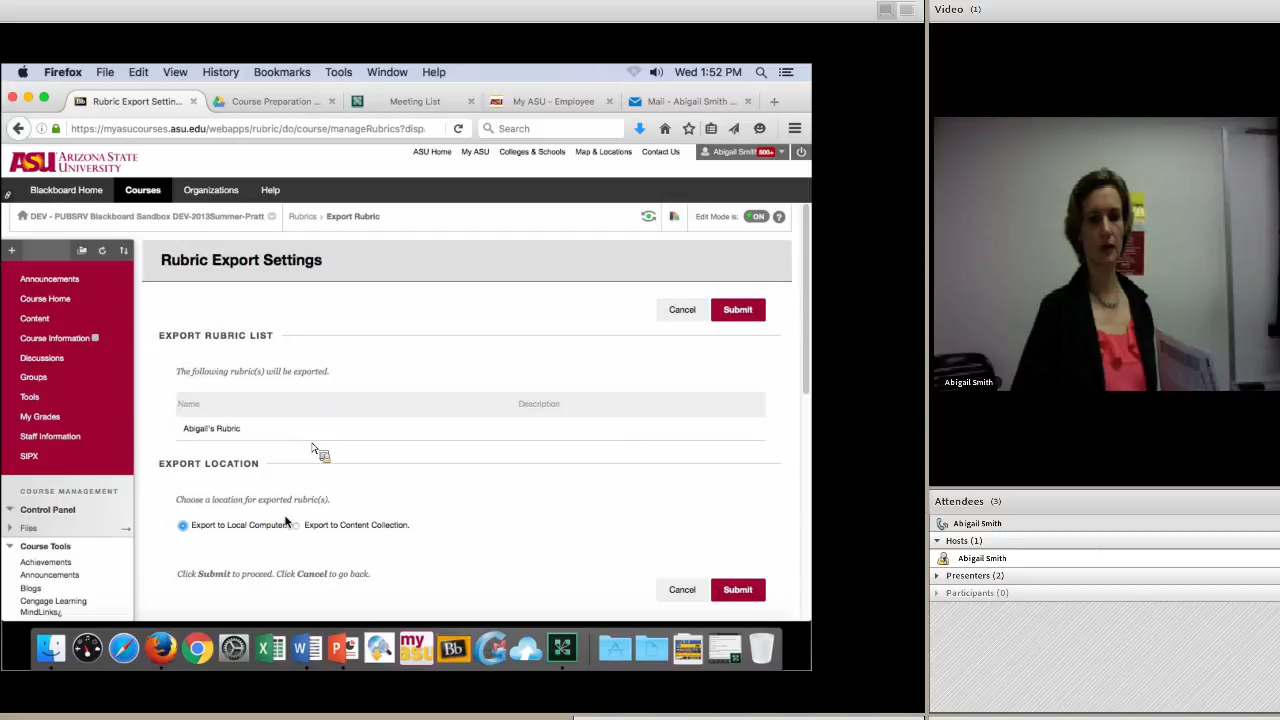 Video (1)
Firefox File Edit View History Bookmarks Tools Window Help Wed 1:52 PM
Rubric Export Settin... Course Preparation ... Meeting List My ASU - Employee Mail - Abigail Smith ...
https://myasucourses.asu.edu/webapps/rubric/do/course/manageRubrics?disp Search
ASU ARIZONA STATE UNIVERSITY
ASU Home My ASU Colleges & Schools Map & Locations Contact Us Abigail Smith 500+
Blackboard Home Courses Organizations Help
DEV - PUBSRV Blackboard Sandbox DEV-2013Summer-Pratt Rubrics › Export Rubric Edit Mode is: ON ?
Rubric Export Settings
Announcements
Course Home
Content
Course Information
Discussions
Groups
Tools
My Grades
Staff Information
SIPX
COURSE MANAGEMENT
Control Panel
Files
Course Tools
Achievements
Announcements
Blogs
Cengage Learning
MindLinks¿
Cancel Submit
EXPORT RUBRIC LIST
The following rubric(s) will be exported.
Name Description
Abigail's Rubric
EXPORT LOCATION
Choose a location for exported rubric(s).
Export to Local Computer Export to Content Collection.
Click Submit to proceed. Click Cancel to go back.
Cancel Submit
my asu Bb
Abigail Smith
Attendees (3)
Abigail Smith
Hosts (1)
Abigail Smith
Presenters (2)
Participants (0)